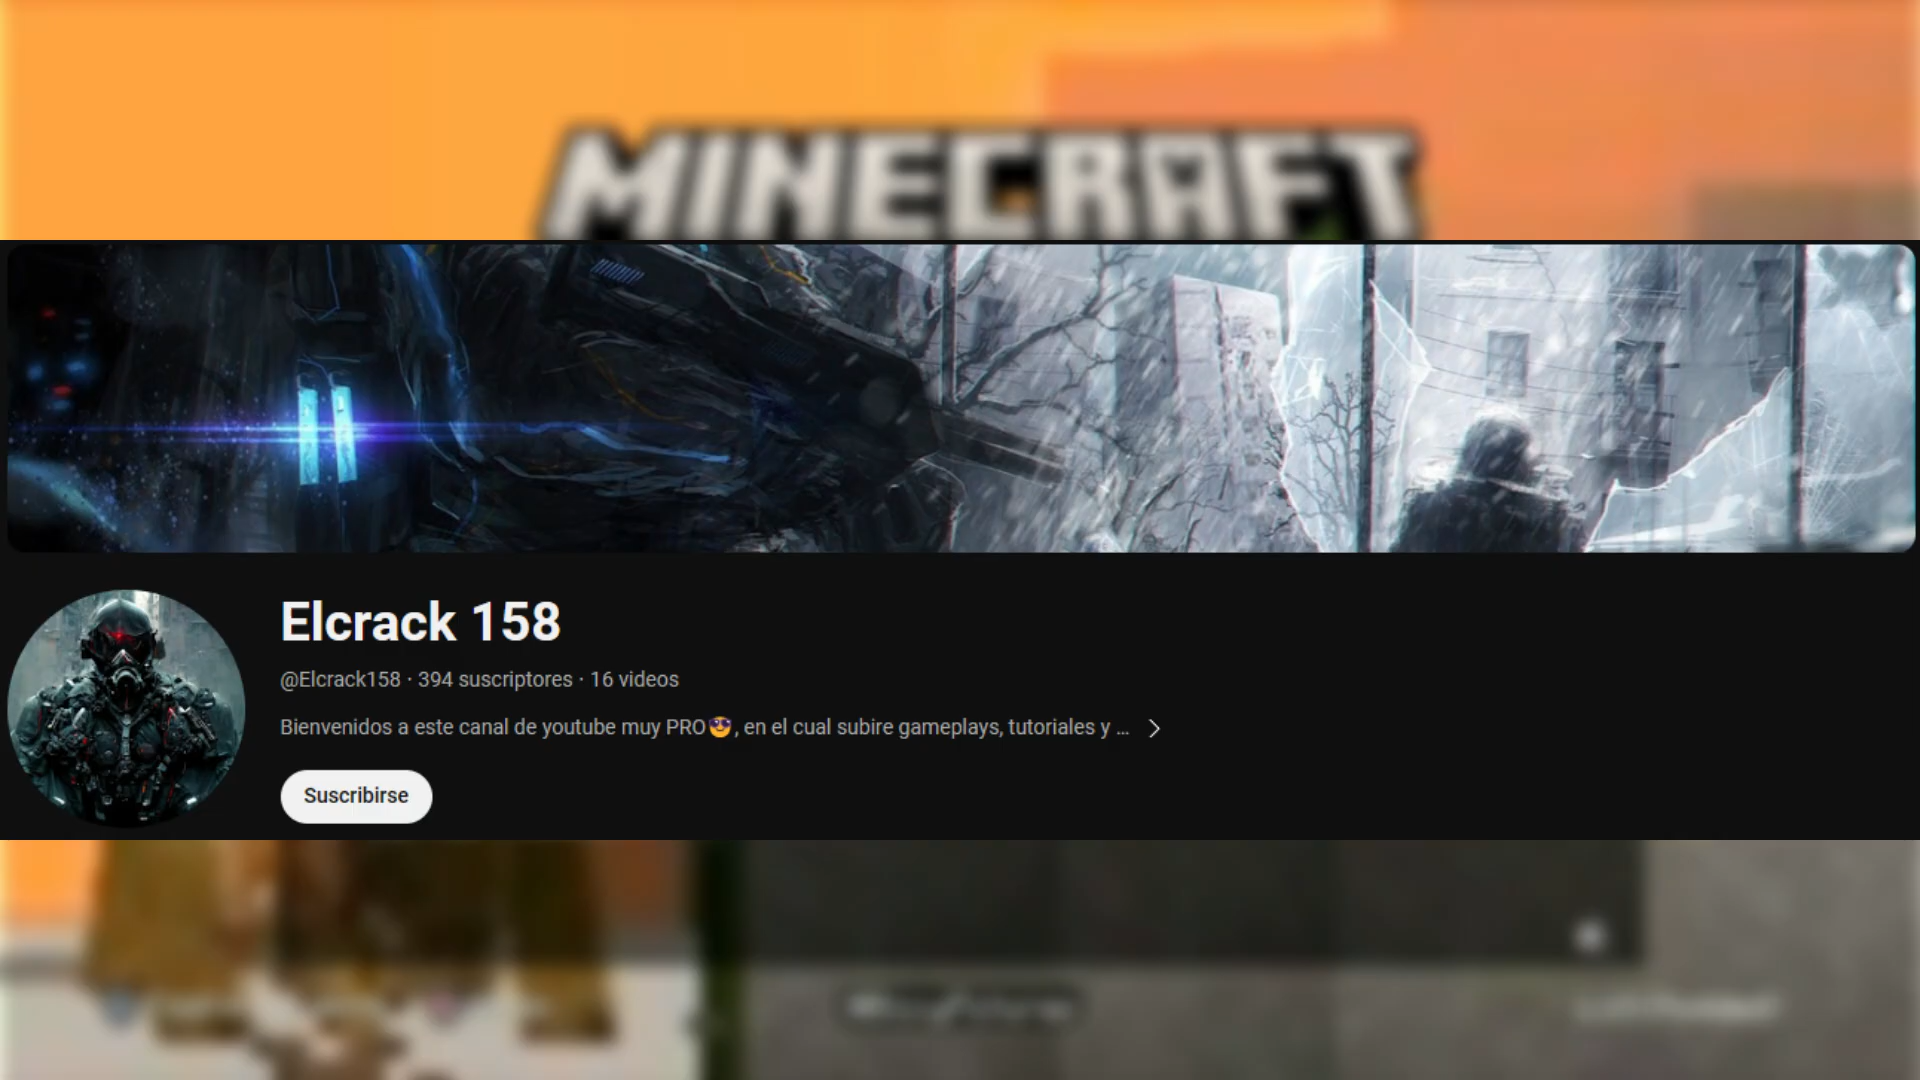 MINECRAFT
Elcrack 158
@Elcrack158 · 394 suscriptores · 16 videos
Bienvenidos a este canal de youtube muy PRO😎, en el cual subire gameplays, tutoriales y ...
Suscribirse